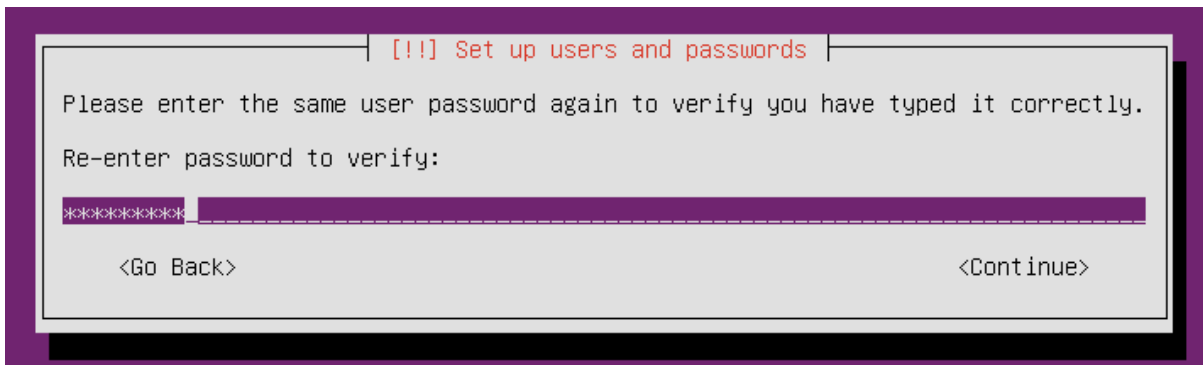 [!!] Set up users and passwords
Please enter the same user password again to verify you have typed it correctly.
Re-enter password to verify:
*********
<Go Back> <Continue>